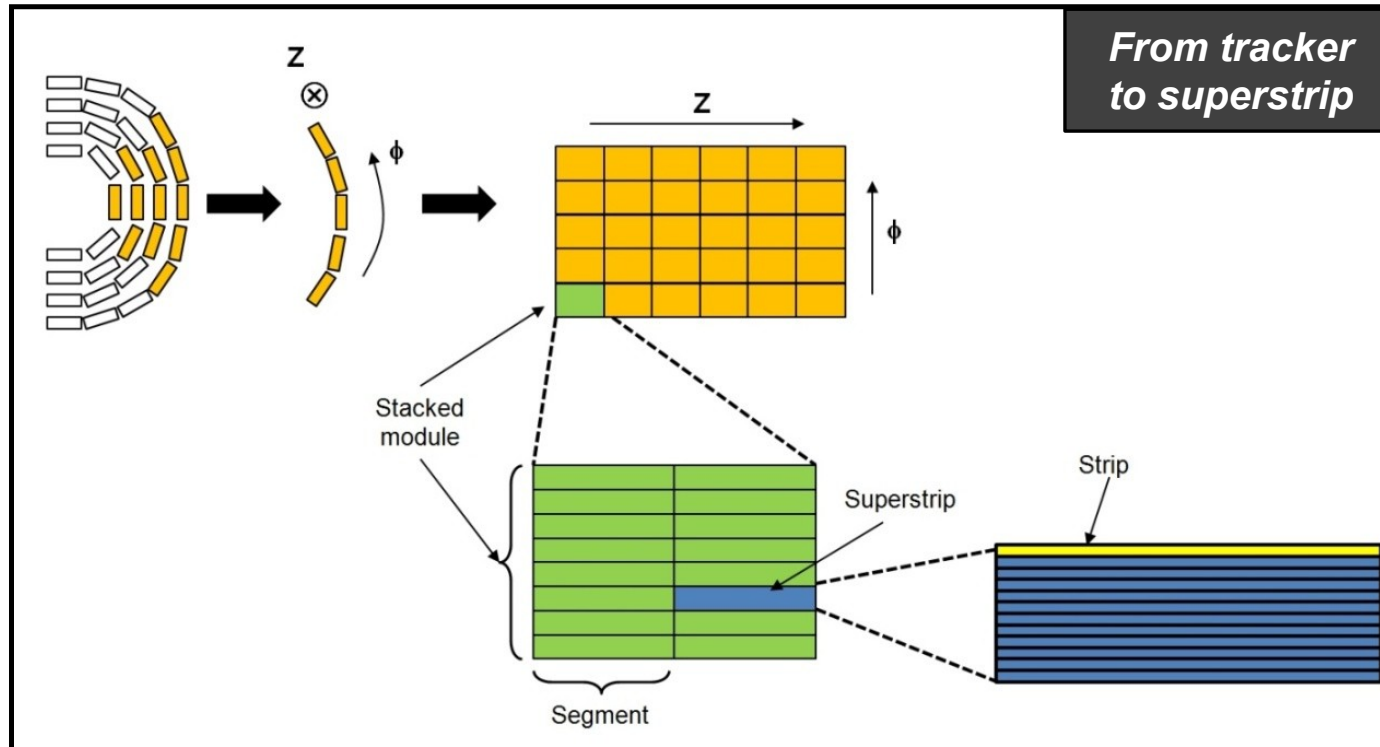 From tracker
to superstrip
Z
ϕ
Z
ϕ
Stacked
module
Superstrip
Strip
Segment